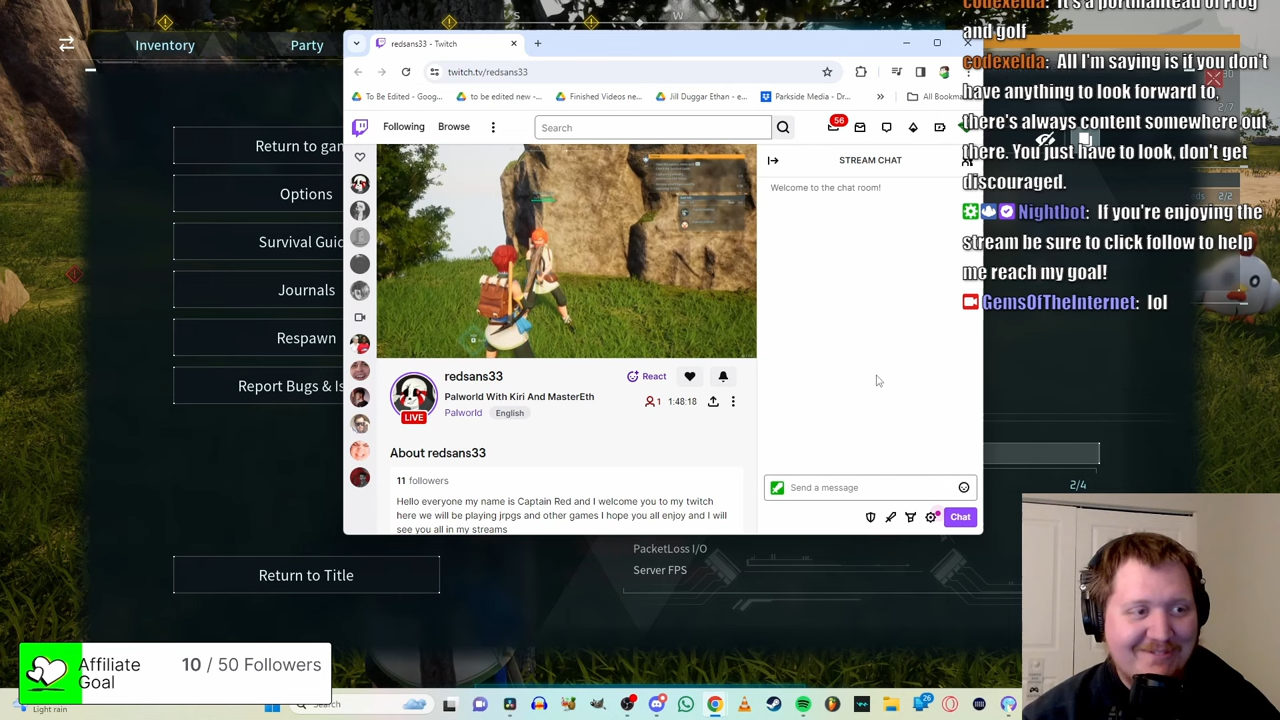 S
W
Inventory
Party
Return to gam
Options
Survival Guid
Journals
Respawn
Report Bugs & Is
Return to Title
redsans33 - Twitch
twitch.tv/redsans33
To Be Edited - Goog...
to be edited new -...
Finished Videos ne...
Jill Duggar Ethan - e...
Parkside Media - Dr...
All Bookma
Following
Browse
Search
56
STREAM CHAT
Welcome to the chat room!
redsans33
React
LIVE
Palworld With Kiri And MasterEth
1
1:48:18
Palworld
English
About redsans33
11 followers
Hello everyone my name is Captain Red and I welcome you to my twitch
here we will be playing jrpgs and other games I hope you all enjoy and I will
see you all in my streams
Send a message
Chat
codexelda: It's a portmanteau of Frog
and golf
codexelda: All I'm saying is if you don't
have anything to look forward to,
there's always content somewhere out
there. You just have to look, don't get
discouraged.
Nightbot: If you're enjoying the
stream be sure to click follow to help
me reach my goal!
GemsOfTheInternet: lol
2/2
2/4
PacketLoss I/O
Server FPS
Affiliate
Goal
10 / 50 Followers
Light rain
Search
26